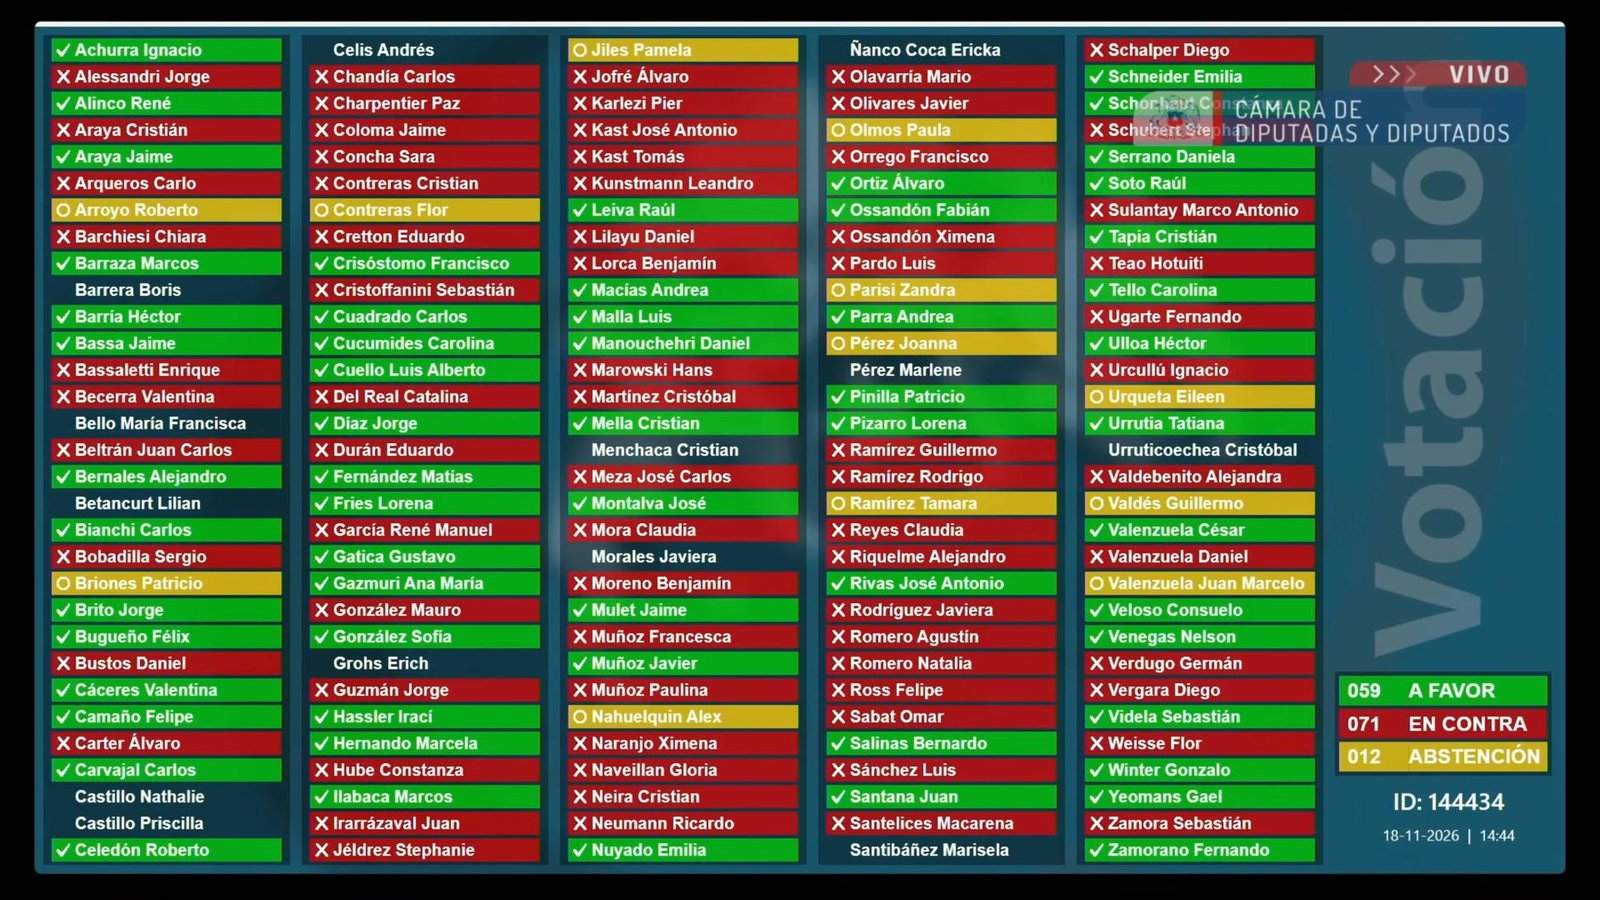 Achurra Ignacio
Alessandri Jorge
Alinco René
Araya Cristián
Araya Jaime
Arqueros Carlo
Arroyo Roberto
Barchiesi Chiara
Barraza Marcos
Barrera Boris
Barría Héctor
Bassa Jaime
Bassaletti Enrique
Becerra Valentina
Bello María Francisca
Beltrán Juan Carlos
Bernales Alejandro
Betancurt Lilian
Bianchi Carlos
Bobadilla Sergio
Briones Patricio
Brito Jorge
Bugueño Félix
Bustos Daniel
Cáceres Valentina
Camaño Felipe
Carter Álvaro
Carvajal Carlos
Castillo Nathalie
Castillo Priscilla
Celedón Roberto
Celis Andrés
Chandía Carlos
Charpentier Paz
Coloma Jaime
Concha Sara
Contreras Cristian
Contreras Flor
Cretton Eduardo
Crisóstomo Francisco
Cristoffanini Sebastián
Cuadrado Carlos
Cucumides Carolina
Cuello Luis Alberto
Del Real Catalina
Díaz Jorge
Durán Eduardo
Fernández Matías
Fries Lorena
García René Manuel
Gatica Gustavo
Gazmuri Ana María
González Mauro
González Sofía
Grohs Erich
Guzmán Jorge
Hassler Irací
Hernando Marcela
Hube Constanza
Ilabaca Marcos
Irarrázaval Juan
Jéldrez Stephanie
Jiles Pamela
Jofré Álvaro
Karlezi Pier
Kast José Antonio
Kast Tomás
Kunstmann Leandro
Leiva Raúl
Lilayu Daniel
Lorca Benjamín
Macías Andrea
Malla Luis
Manouchehri Daniel
Marowski Hans
Martínez Cristóbal
Mella Cristian
Menchaca Cristian
Meza José Carlos
Montalva José
Mora Claudia
Morales Javiera
Moreno Benjamín
Mulet Jaime
Muñoz Francesca
Muñoz Javier
Muñoz Paulina
Nahuelquin Alex
Naranjo Ximena
Naveillan Gloria
Neira Cristian
Neumann Ricardo
Nuyado Emilia
Ñanco Coca Ericka
Olavarría Mario
Olivares Javier
Olmos Paula
Orrego Francisco
Ortiz Álvaro
Ossandón Fabián
Ossandón Ximena
Pardo Luis
Parisi Zandra
Parra Andrea
Pérez Joanna
Pérez Marlene
Pinilla Patricio
Pizarro Lorena
Ramírez Guillermo
Ramírez Rodrigo
Ramírez Tamara
Reyes Claudia
Riquelme Alejandro
Rivas José Antonio
Rodríguez Javiera
Romero Agustín
Romero Natalia
Ross Felipe
Sabat Omar
Salinas Bernardo
Sánchez Luis
Santana Juan
Santelices Macarena
Santibáñez Marisela
Schalper Diego
Schneider Emilia
Schubert
Serrano Daniela
Soto Raúl
Sulantay Marco Antonio
Tapia Cristián
Teao Hotuiti
Tello Carolina
Ugarte Fernando
Ulloa Héctor
Urcullú Ignacio
Urqueta Eileen
Urrutia Tatiana
Urruticoechea Cristóbal
Valdebenito Alejandra
Valdés Guillermo
Valenzuela César
Valenzuela Daniel
Valenzuela Juan Marcelo
Veloso Consuelo
Venegas Nelson
Verdugo Germán
Vergara Diego
Videla Sebastián
Weisse Flor
Winter Gonzalo
Yeomans Gael
Zamora Sebastián
Zamorano Fernando
>>> VIVO
CÁMARA DE
DIPUTADAS Y DIPUTADOS
Votación
059 A FAVOR
071 EN CONTRA
012 ABSTENCIÓN
ID: 144434
18-11-2026 | 14:44